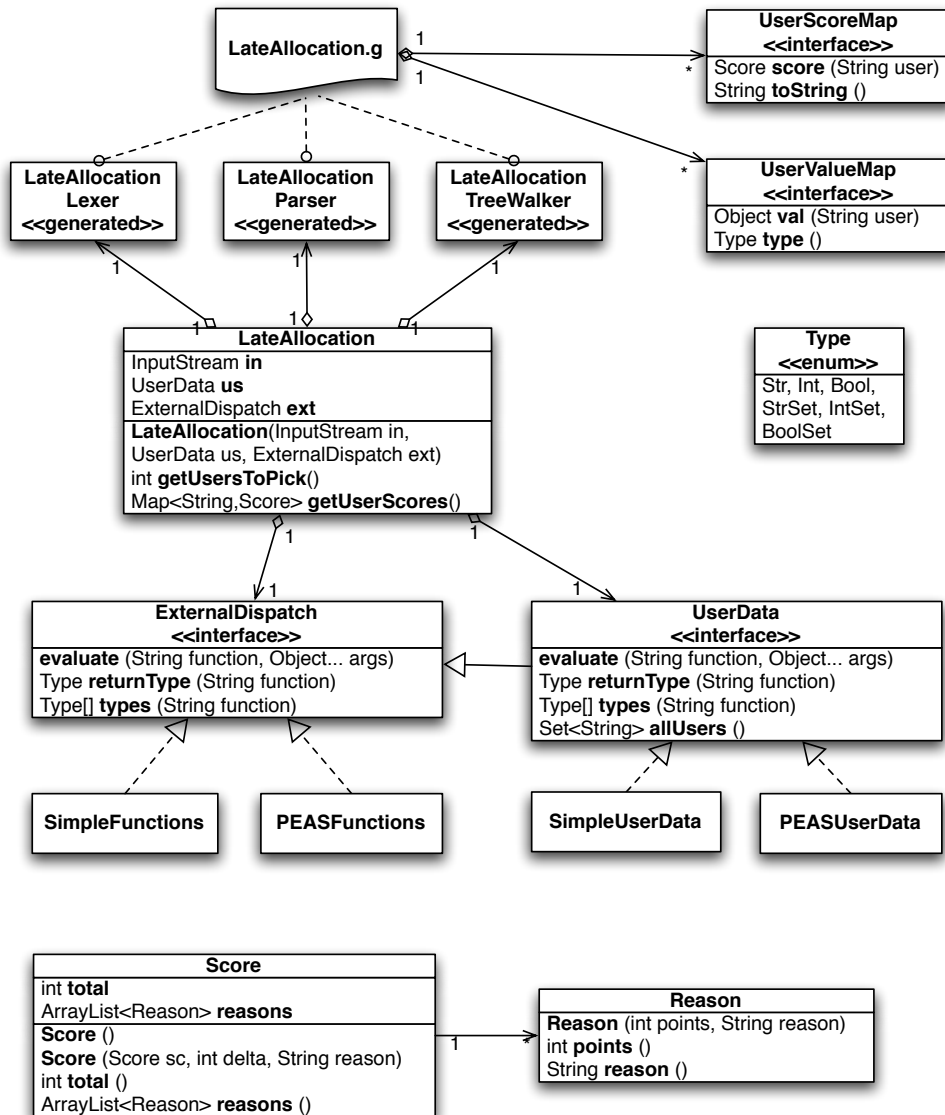 LateAllocation.g
1
1
*
*
UserScoreMap
<<interface>>
Score score (String user)
String toString ()
UserValueMap
<<interface>>
Object val (String user)
Type type ()
LateAllocation
Lexer
<<generated>>
LateAllocation
Parser
<<generated>>
LateAllocation
TreeWalker
<<generated>>
1
1
1
1
1
1
LateAllocation
InputStream in
UserData us
ExternalDispatch ext
LateAllocation(InputStream in,
UserData us, ExternalDispatch ext)
int getUsersToPick()
Map<String,Score> getUserScores()
Type
<<enum>>
Str, Int, Bool,
StrSet, IntSet,
BoolSet
1
1
1
1
ExternalDispatch
<<interface>>
evaluate (String function, Object... args)
Type returnType (String function)
Type[] types (String function)
UserData
<<interface>>
evaluate (String function, Object... args)
Type returnType (String function)
Type[] types (String function)
Set<String> allUsers ()
SimpleFunctions
PEASFunctions
SimpleUserData
PEASUserData
Score
int total
ArrayList<Reason> reasons
Score ()
Score (Score sc, int delta, String reason)
int total ()
ArrayList<Reason> reasons ()
1
*
Reason
Reason (int points, String reason)
int points ()
String reason ()